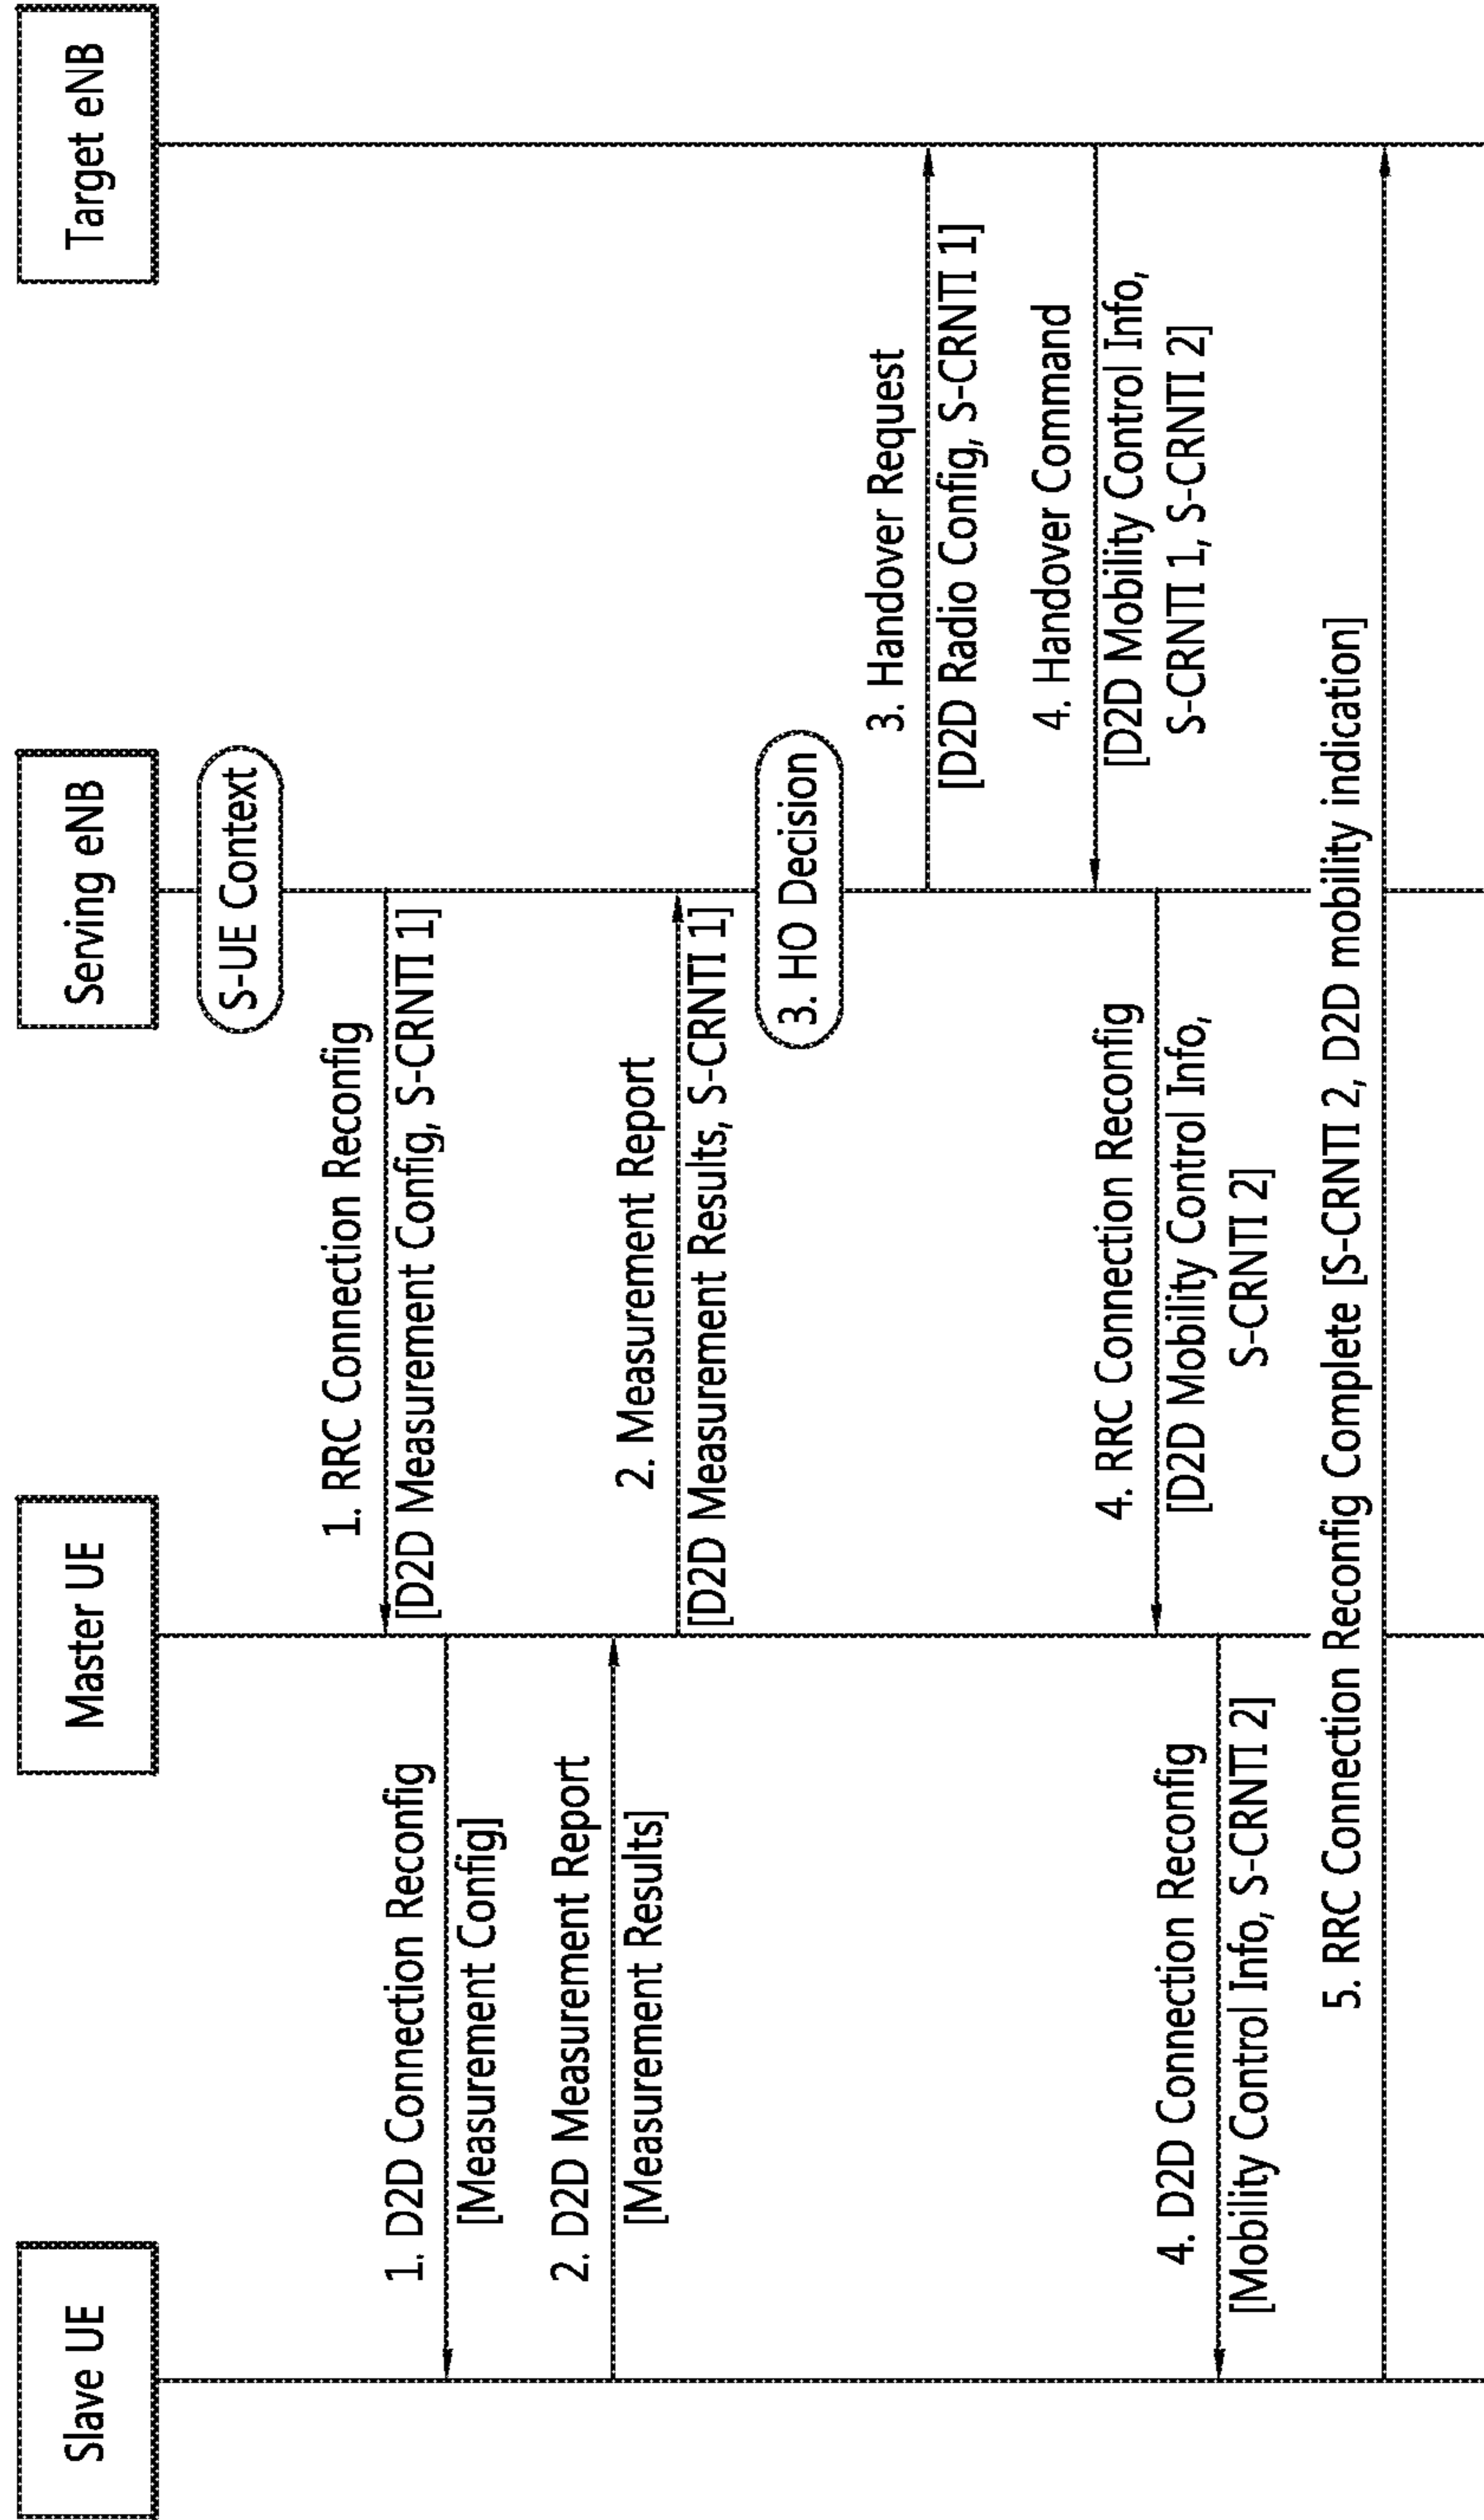 Slave UE
Master UE
Serving eNB
Target eNB
S-UE Context
1. RRC Connection Reconfig
[D2D Measurement Config, S-CRNTI 1]
1. D2D Connection Reconfig
[Measurement Config]
2. D2D Measurement Report
[Measurement Results]
2. Measurement Report
[D2D Measurement Results, S-CRNTI 1]
3. HO Decision
3. Handover Request
[D2D Radio Config, S-CRNTI 1]
4. Handover Command
[D2D Mobility Control Info,
S-CRNTI 1, S-CRNTI 2]
4. RRC Connection Reconfig
[D2D Mobility Control Info,
S-CRNTI 2]
4. D2D Connection Reconfig
[Mobility Control Info, S-CRNTI 2]
5. RRC Connection Reconfig Complete [S-CRNTI 2, D2D mobility indication]